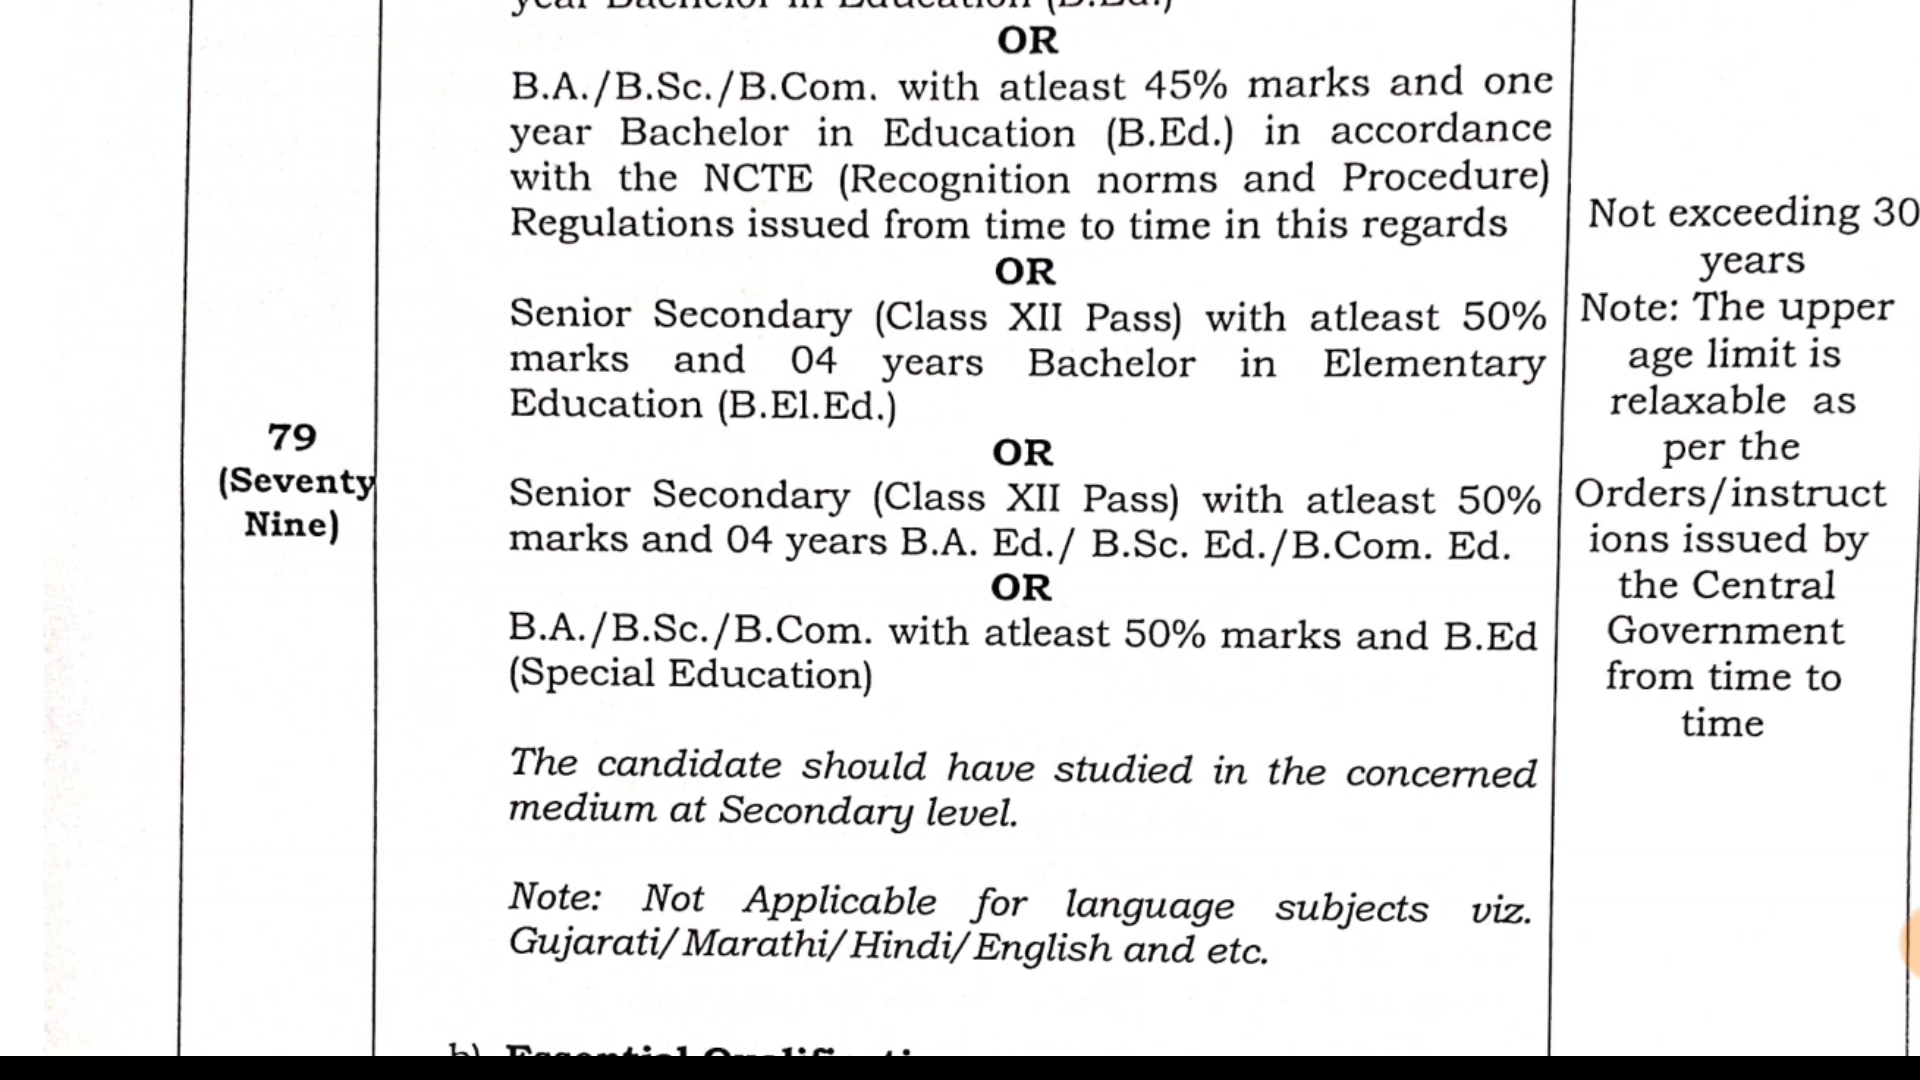 79
(Seventy
Nine)
year Bachelor in Education (B.Ed.)
OR
B.A./B.Sc./B.Com. with atleast 45% marks and one
year Bachelor in Education (B.Ed.) in accordance
with the NCTE (Recognition norms and Procedure)
Regulations issued from time to time in this regards
OR
Senior Secondary (Class XII Pass) with atleast 50%
marks and 04 years Bachelor in Elementary
Education (B.El.Ed.)
OR
Senior Secondary (Class XII Pass) with atleast 50%
marks and 04 years B.A. Ed./ B.Sc. Ed./B.Com. Ed.
OR
B.A./B.Sc./B.Com. with atleast 50% marks and B.Ed
(Special Education)
The candidate should have studied in the concerned
medium at Secondary level.
Note: Not Applicable for language subjects viz.
Gujarati/Marathi/Hindi/English and etc.
b) Essential
Not exceeding 30
years
Note: The upper
age limit is
relaxable as
per the
Orders/instruct
ions issued by
the Central
Government
from time to
time